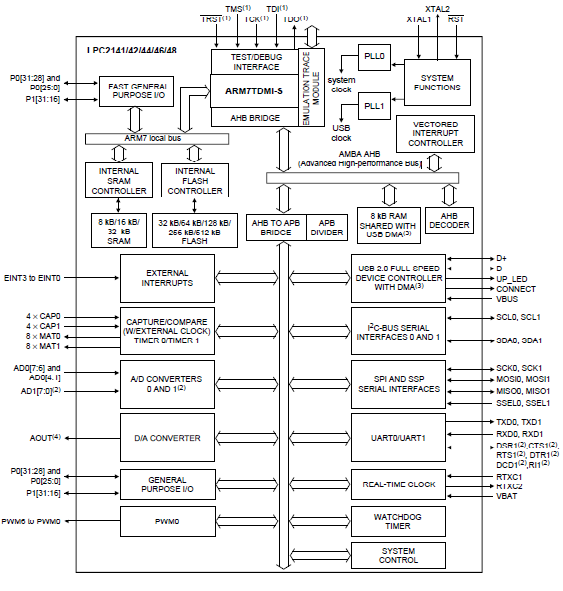 TMS(1) TDI(1) XTAL2
TRST(1) TCK(1) TDO(1) XTAL1 RST
LPC2141/42/44/46/48
TEST/DEBUG
INTERFACE
ARM7TDMI-S
AHB BRIDGE
EMULATION TRACE
MODULE
PLL0
system
clock
PLL1
USB
clock
SYSTEM
FUNCTIONS
VECTORED
INTERRUPT
CONTROLLER
P0[31:28] and
P0[25:0]
P1[31:16]
FAST GENERAL
PURPOSE I/O
ARM7 local bus
AMBA AHB
(Advanced High-performance Bus)
INTERNAL
SRAM
CONTROLLER
INTERNAL
FLASH
CONTROLLER
8 kB/16 kB/
32 kB
SRAM
32 kB/64 kB/128 kB/
256 kB/512 kB
FLASH
AHB TO APB
BRIDGE
APB
DIVIDER
8 kB RAM
SHARED WITH
USB DMA(3)
AHB
DECODER
EINT3 to EINT0
EXTERNAL
INTERRUPTS
USB 2.0 FULL-SPEED
DEVICE CONTROLLER
WITH DMA(3)
D+
D
UP_LED
CONNECT
VBUS
4 × CAP0
4 × CAP1
8 × MAT0
8 × MAT1
CAPTURE/COMPARE
(W/EXTERNAL CLOCK)
TIMER 0/TIMER 1
I2C-BUS SERIAL
INTERFACES 0 AND 1
SCL0, SCL1
SDA0, SDA1
AD0[7:6] and
AD0[4:1]
AD1[7:0](2)
A/D CONVERTERS
0 AND 1(2)
SPI AND SSP
SERIAL INTERFACES
SCK0, SCK1
MOSI0, MOSI1
MISO0, MISO1
SSEL0, SSEL1
AOUT(4)
D/A CONVERTER
UART0/UART1
TXD0, TXD1
RXD0, RXD1
DSR1(2),CTS1(2),
RTS1(2), DTR1(2)
DCD1(2),RI1(2)
P0[31:28] and
P0[25:0]
P1[31:16]
GENERAL
PURPOSE I/O
REAL-TIME CLOCK
RTXC1
RTXC2
VBAT
PWM6 to PWM0
PWM0
WATCHDOG
TIMER
SYSTEM
CONTROL